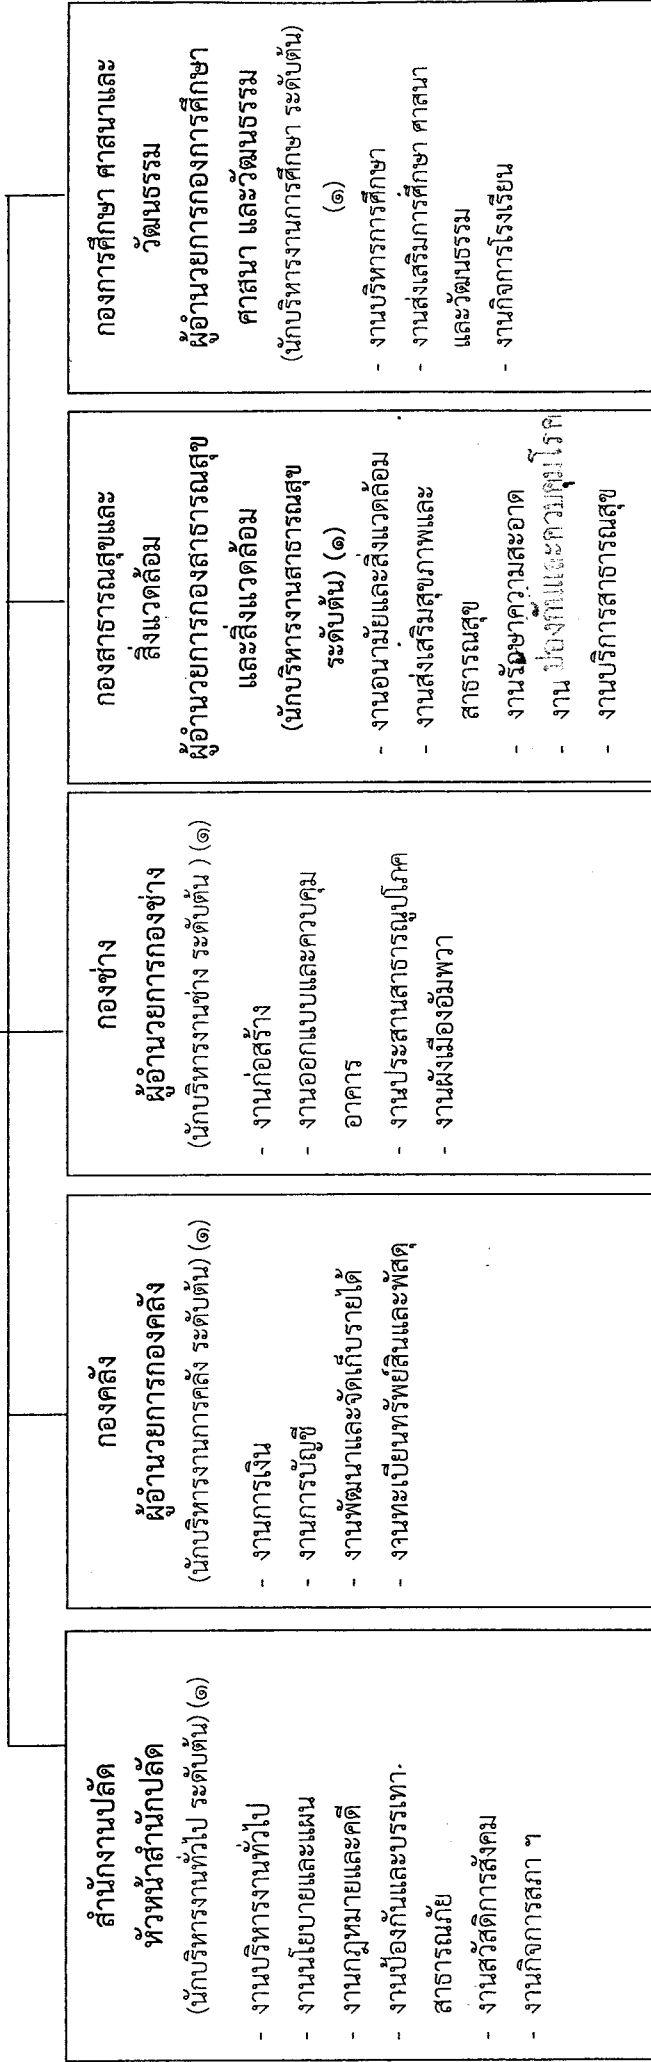 สำนักงานปลัด
หัวหน้าสำนักปลัด
(นักบริหารงานทั่วไป ระดับต้น) (๑)
- งานบริหารงานทั่วไป
- งานนโยบายและแผน
- งานกฎหมายและคดี
- งานป้องกันและบรรเทา.
สาธารณภัย
- งานสวัสดิการสังคม
- งานกิจการสภา ฯ
กองคลัง
ผู้อำนวยการกองคลัง
(นักบริหารงานการคลัง ระดับต้น) (๑)
- งานการเงิน
- งานการบัญชี
- งานพัฒนาและจัดเก็บรายได้
- งานทะเบียนทรัพย์สินและพัสดุ
กองช่าง
ผู้อำนวยการกองช่าง
(นักบริหารงานช่าง ระดับต้น ) (๑)
- งานก่อสร้าง
- งานออกแบบและควบคุม
อาคาร
- งานประสานสาธารณูปโภค
- งานผังเมืองอัมพวา
กองสาธารณสุขและ
สิ่งแวดล้อม
ผู้อำนวยการกองสาธารณสุข
และสิ่งแวดล้อม
(นักบริหารงานสาธารณสุข
ระดับต้น) (๑)
- งานอนามัยและสิ่งแวดล้อม
- งานส่งเสริมสุขภาพและ
สาธารณสุข
- งานรักษาความสะอาด
- งาน ป้องกันและควบคุมโรค
- งานบริการสาธารณสุข
กองการศึกษา ศาสนาและ
วัฒนธรรม
ผู้อำนวยการกองการศึกษา
ศาสนา และวัฒนธรรม
(นักบริหารงานการศึกษา ระดับต้น)
(๑)
- งานบริหารการศึกษา
- งานส่งเสริมการศึกษา ศาสนา
และวัฒนธรรม
- งานกิจการโรงเรียน